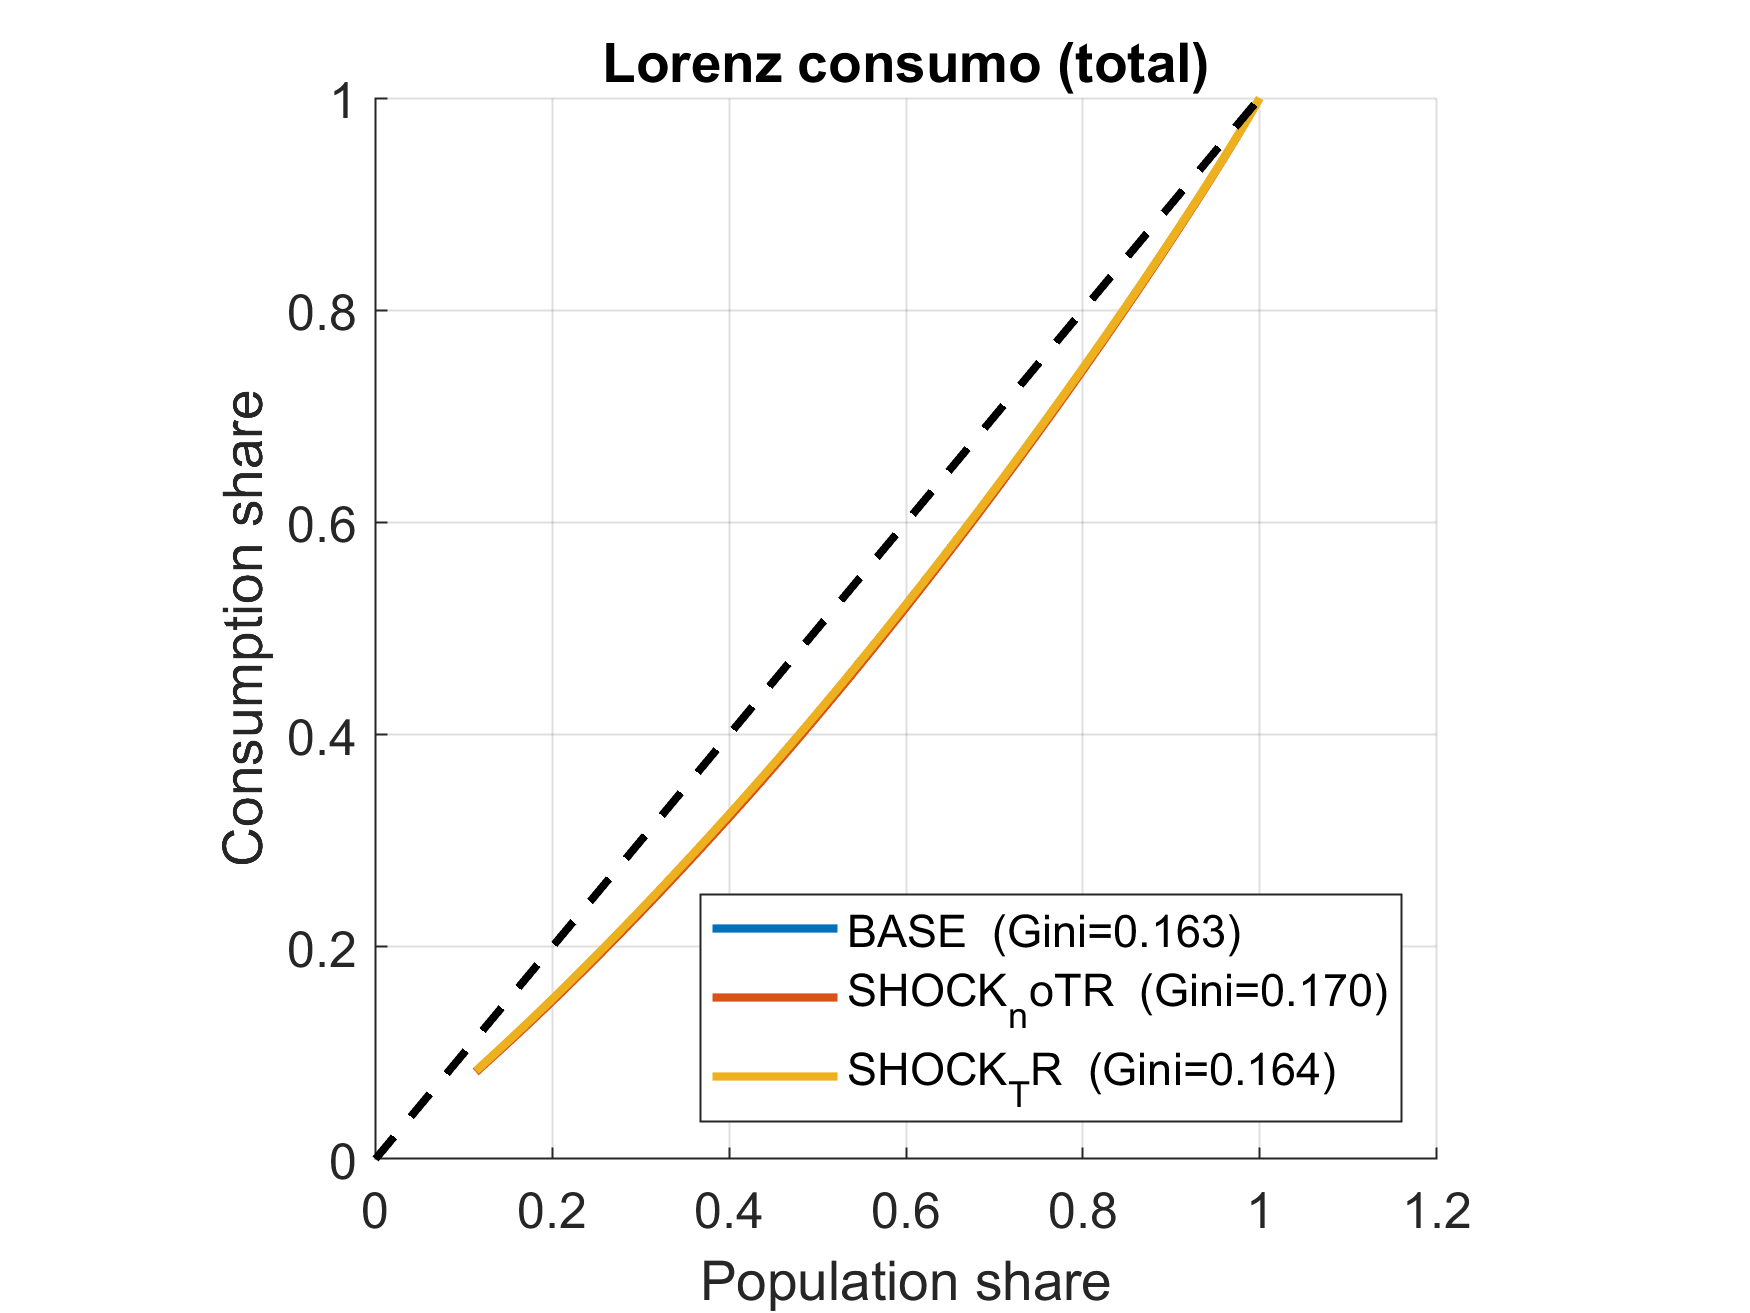 Lorenz consumo (total)
1
0.8
0.6
0.4
0.2
0
Consumption share
BASE (Gini=0.163)
SHOCKnoTR (Gini=0.170)
SHOCKTR (Gini=0.164)
0 0.2 0.4 0.6 0.8 1 1.2
Population share